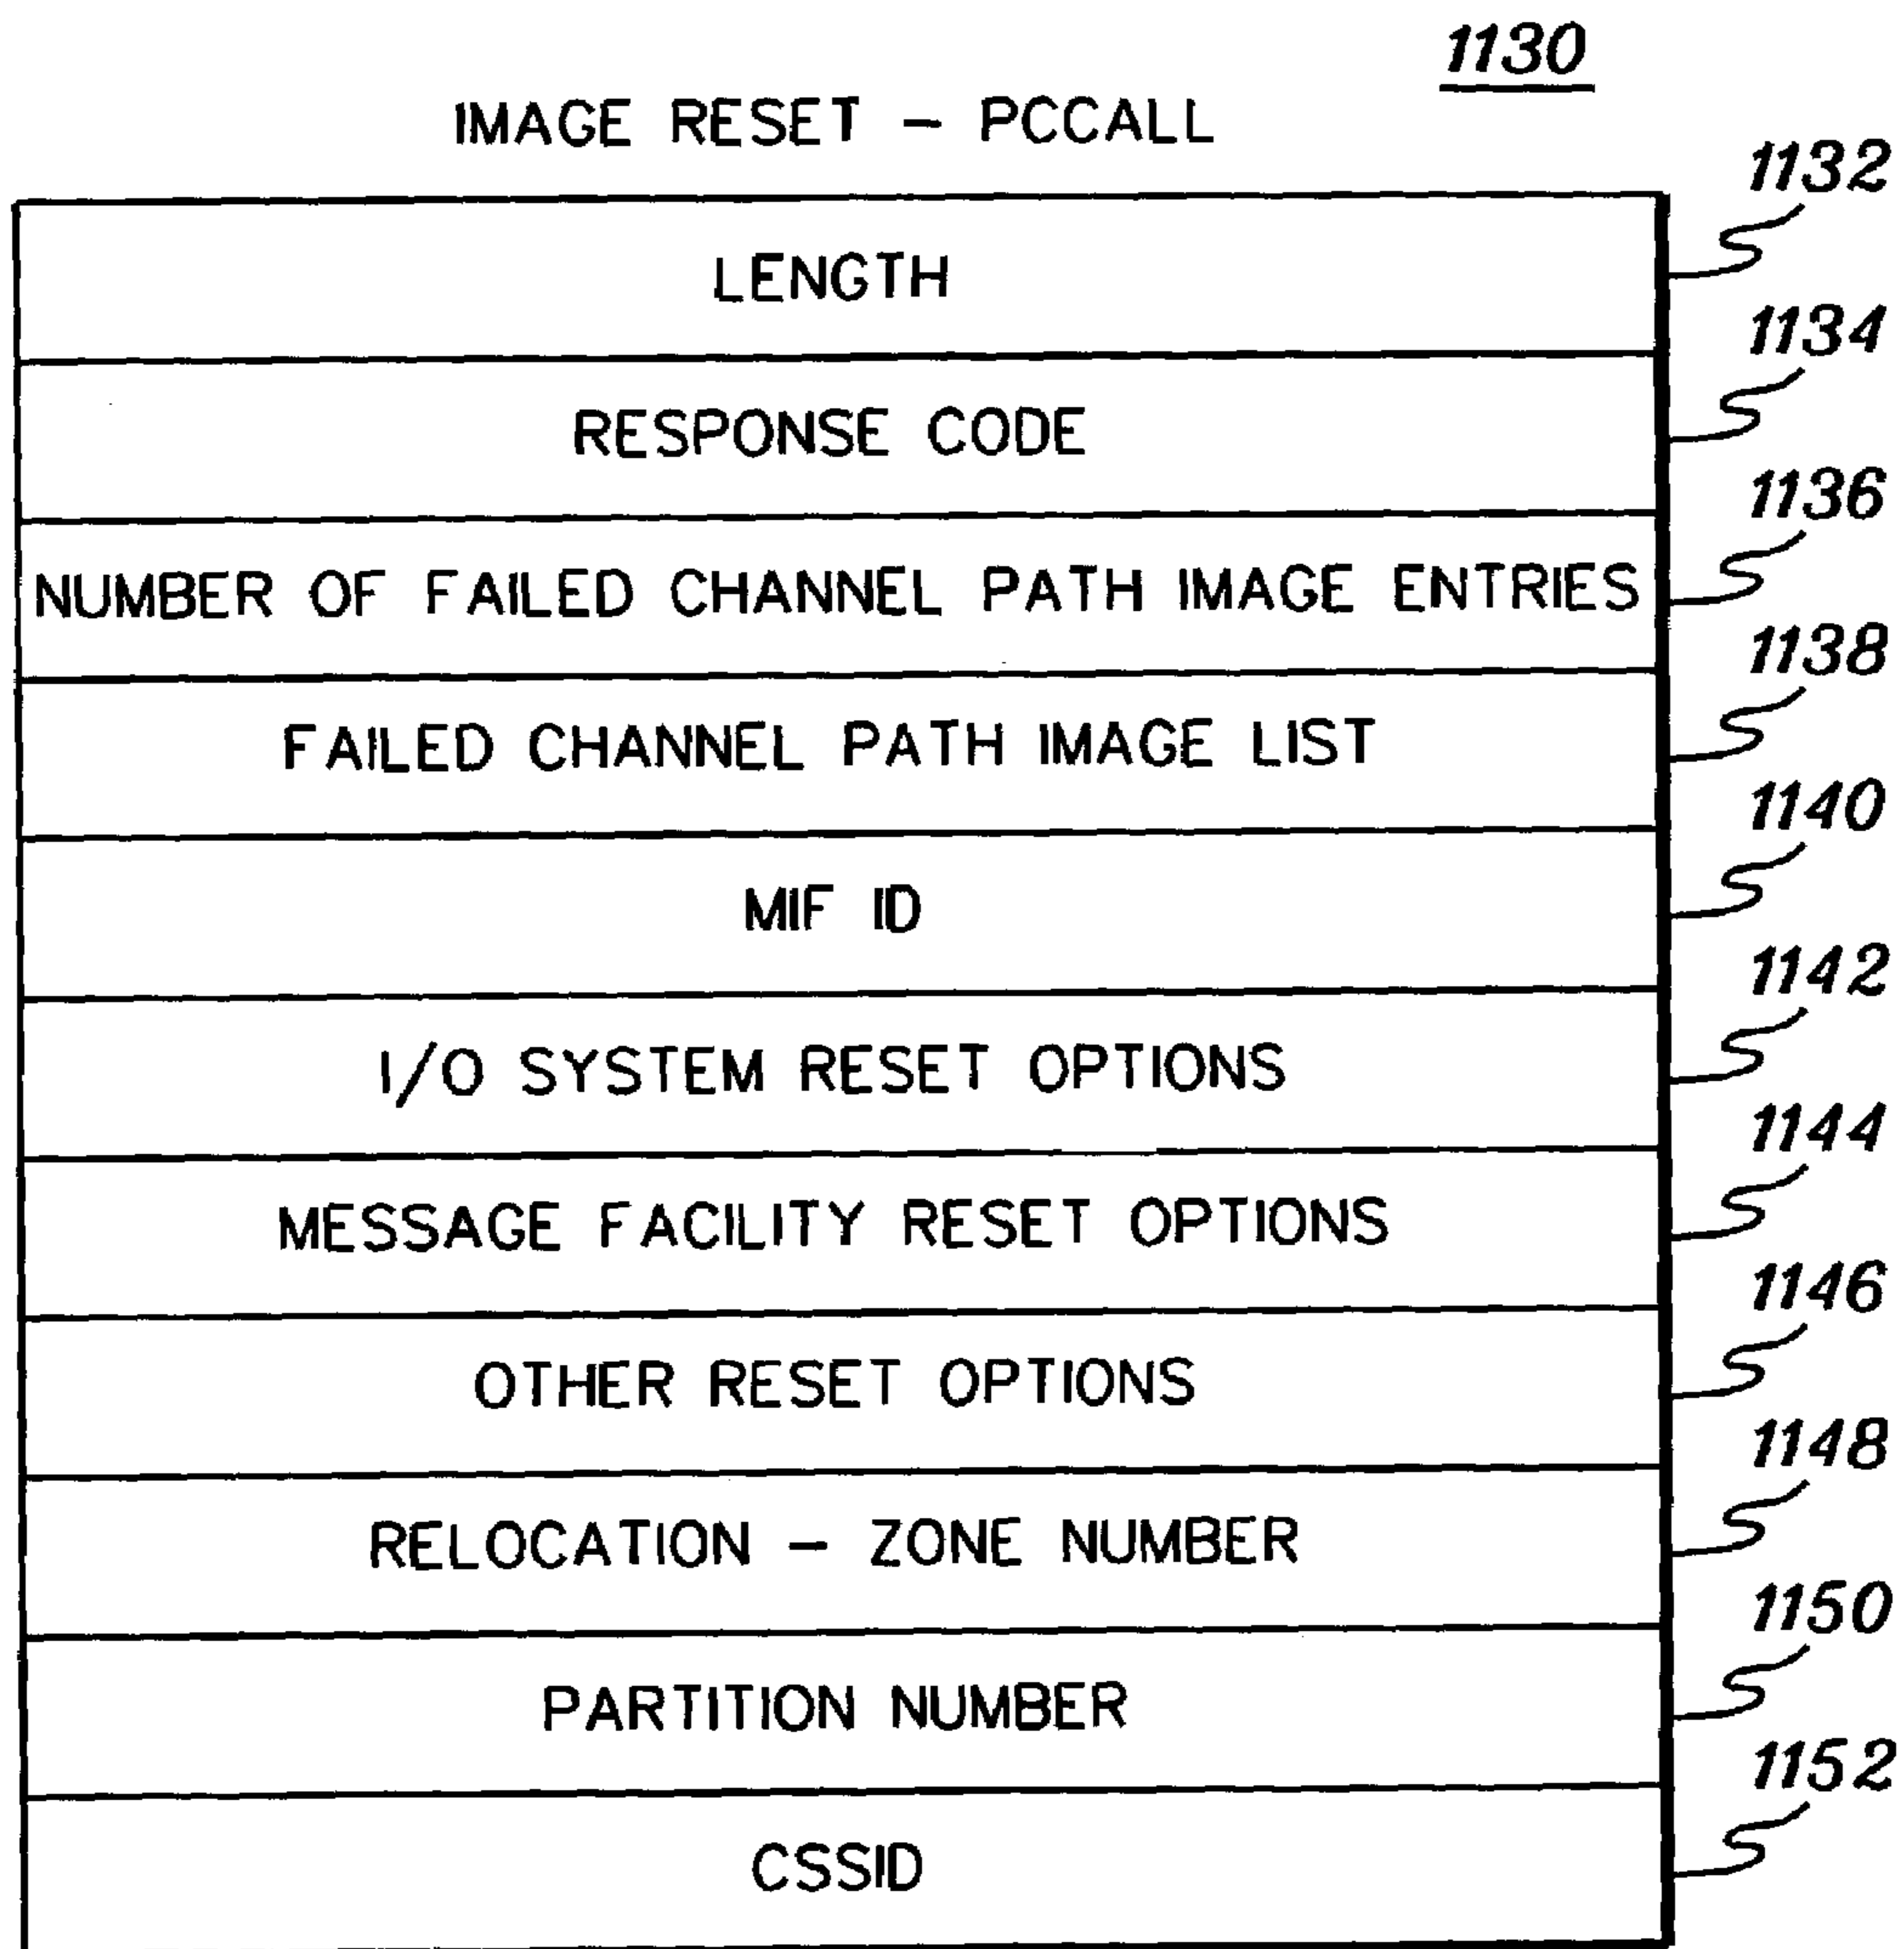 1130
IMAGE RESET – PCCALL
1132
LENGTH
1134
RESPONSE CODE
1136
NUMBER OF FAILED CHANNEL PATH IMAGE ENTRIES
1138
FAILED CHANNEL PATH IMAGE LIST
1140
MIF ID
1142
I/O SYSTEM RESET OPTIONS
1144
MESSAGE FACILITY RESET OPTIONS
1146
OTHER RESET OPTIONS
1148
RELOCATION – ZONE NUMBER
1150
PARTITION NUMBER
1152
CSSID